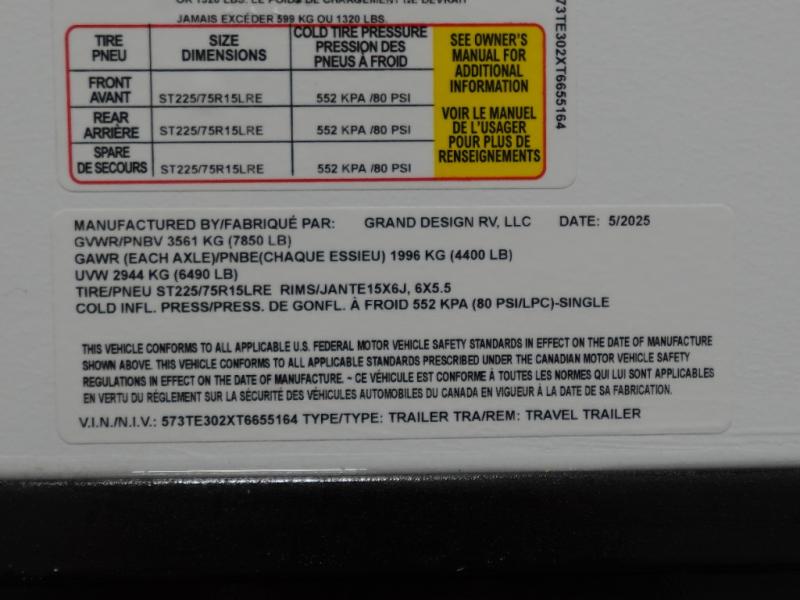 OR 1320 LBS. LE POIDS DE CHARGEMENT DEVRAIT
JAMAIS EXCÉDER 599 KG OU 1320 LBS.
TIRE
PNEU
SIZE
DIMENSIONS
COLD TIRE PRESSURE
PRESSION DES
PNEUS À FROID
SEE OWNER'S
MANUAL FOR
ADDITIONAL
INFORMATION
FRONT
AVANT
ST225/75R15LRE
552 KPA /80 PSI
REAR
ARRIÈRE
ST225/75R15LRE
552 KPA /80 PSI
SPARE
DE SECOURS
ST225/75R15LRE
552 KPA /80 PSI
VOIR LE MANUEL
DE L'USAGER
POUR PLUS DE
RENSEIGNEMENTS
573TE302XT6655164
MANUFACTURED BY/FABRIQUÉ PAR: GRAND DESIGN RV, LLC DATE: 5/2025
GVWR/PNBV 3561 KG (7850 LB)
GAWR (EACH AXLE)/PNBE(CHAQUE ESSIEU) 1996 KG (4400 LB)
UVW 2944 KG (6490 LB)
TIRE/PNEU ST225/75R15LRE RIMS/JANTE15X6J, 6X5.5
COLD INFL. PRESS/PRESS. DE GONFL. À FROID 552 KPA (80 PSI/LPC)-SINGLE
THIS VEHICLE CONFORMS TO ALL APPLICABLE U.S. FEDERAL MOTOR VEHICLE SAFETY STANDARDS IN EFFECT ON THE DATE OF MANUFACTURE
SHOWN ABOVE. THIS VEHICLE CONFORMS TO ALL APPLICABLE STANDARDS PRESCRIBED UNDER THE CANADIAN MOTOR VEHICLE SAFETY
REGULATIONS IN EFFECT ON THE DATE OF MANUFACTURE. - CE VÉHICULE EST CONFORME À TOUTES LES NORMES QUI LUI SONT APPLICABLES
EN VERTU DU RÉGLEMENT SUR LA SÉCURITÉ DES VÉHICULES AUTOMOBILES DU CANADA EN VIGUEUR À LA DATE DE SA FABRICATION.
V.I.N./N.I.V.: 573TE302XT6655164 TYPE/TYPE: TRAILER TRA/REM: TRAVEL TRAILER